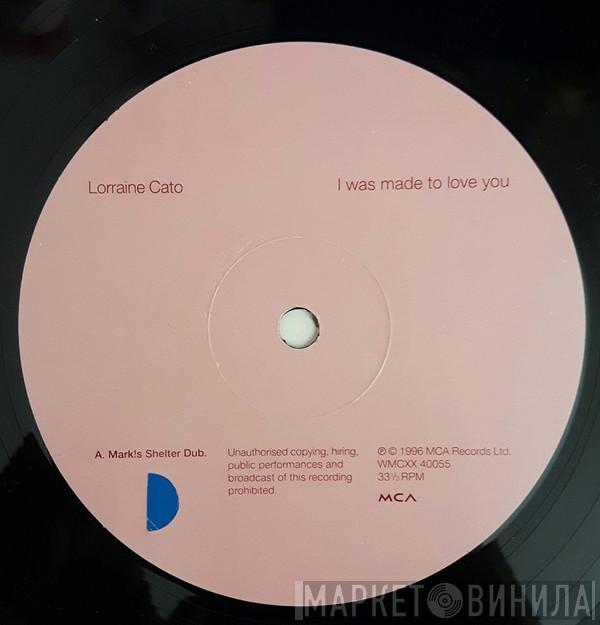 Lorraine Cato
I was made to love you
A. Mark!s Shelter Dub.
Unauthorised copying, hiring,
public performances and
broadcast of this recording
prohibited.
℗ © 1996 MCA Records Ltd.
WMCXX 40055
33⅓ RPM
MCA
МАРКЕТ ВИНИЛА